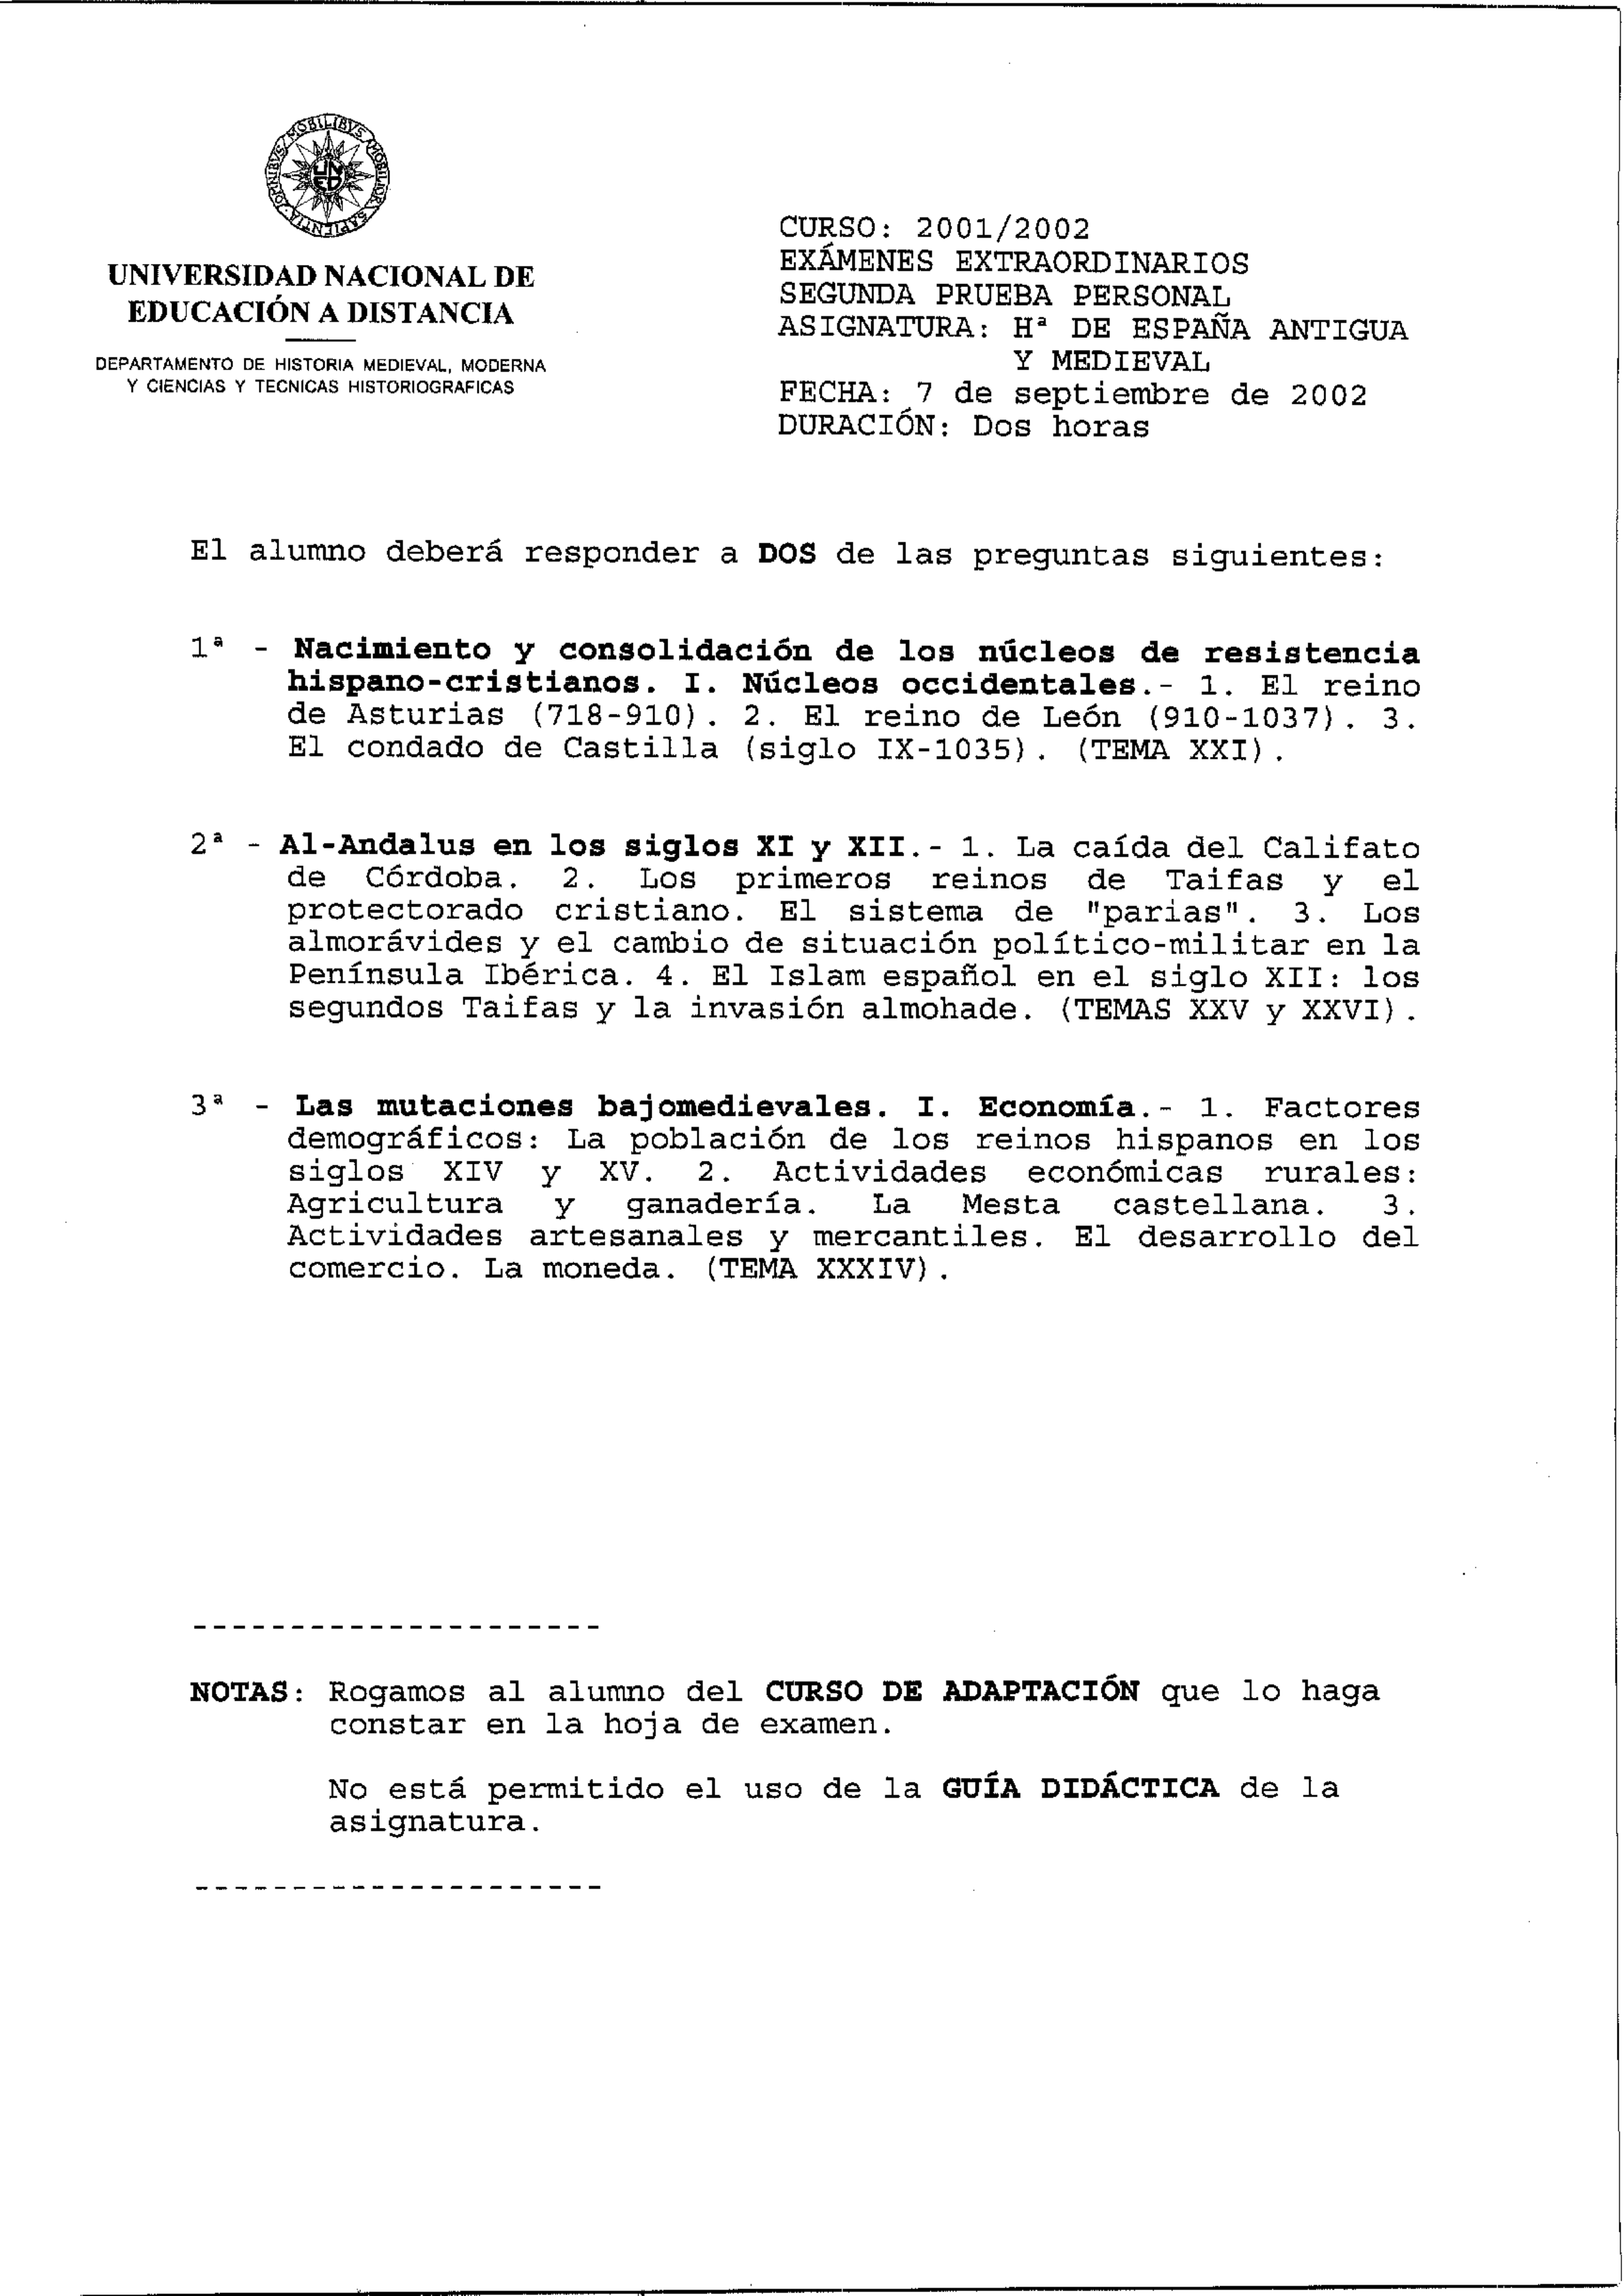 OMNIBVS MOBILIBVS MOBILIOR SAPIENTIA
UNED
UNIVERSIDAD NACIONAL DE
EDUCACIÓN A DISTANCIA
DEPARTAMENTO DE HISTORIA MEDIEVAL, MODERNA
Y CIENCIAS Y TECNICAS HISTORIOGRAFICAS
CURSO: 2001/2002
EXÁMENES EXTRAORDINARIOS
SEGUNDA PRUEBA PERSONAL
ASIGNATURA: Hª DE ESPAÑA ANTIGUA
Y MEDIEVAL
FECHA: 7 de septiembre de 2002
DURACIÓN: Dos horas
El alumno deberá responder a DOS de las preguntas siguientes:
1ª - Nacimiento y consolidación de los núcleos de resistencia
hispano-cristianos. I. Núcleos occidentales.- 1. El reino
de Asturias (718-910). 2. El reino de León (910-1037). 3.
El condado de Castilla (siglo IX-1035). (TEMA XXI).
2ª - Al-Andalus en los siglos XI y XII.- 1. La caída del Califato
de Córdoba. 2. Los primeros reinos de Taifas y el
protectorado cristiano. El sistema de "parias". 3. Los
almorávides y el cambio de situación político-militar en la
Península Ibérica. 4. El Islam español en el siglo XII: los
segundos Taifas y la invasión almohade. (TEMAS XXV y XXVI).
3ª - Las mutaciones bajomedievales. I. Economía.- 1. Factores
demográficos: La población de los reinos hispanos en los
siglos XIV y XV. 2. Actividades económicas rurales:
Agricultura y ganadería. La Mesta castellana. 3.
Actividades artesanales y mercantiles. El desarrollo del
comercio. La moneda. (TEMA XXXIV).
---------------------
NOTAS: Rogamos al alumno del CURSO DE ADAPTACIÓN que lo haga
constar en la hoja de examen.
No está permitido el uso de la GUÍA DIDÁCTICA de la
asignatura.
---------------------